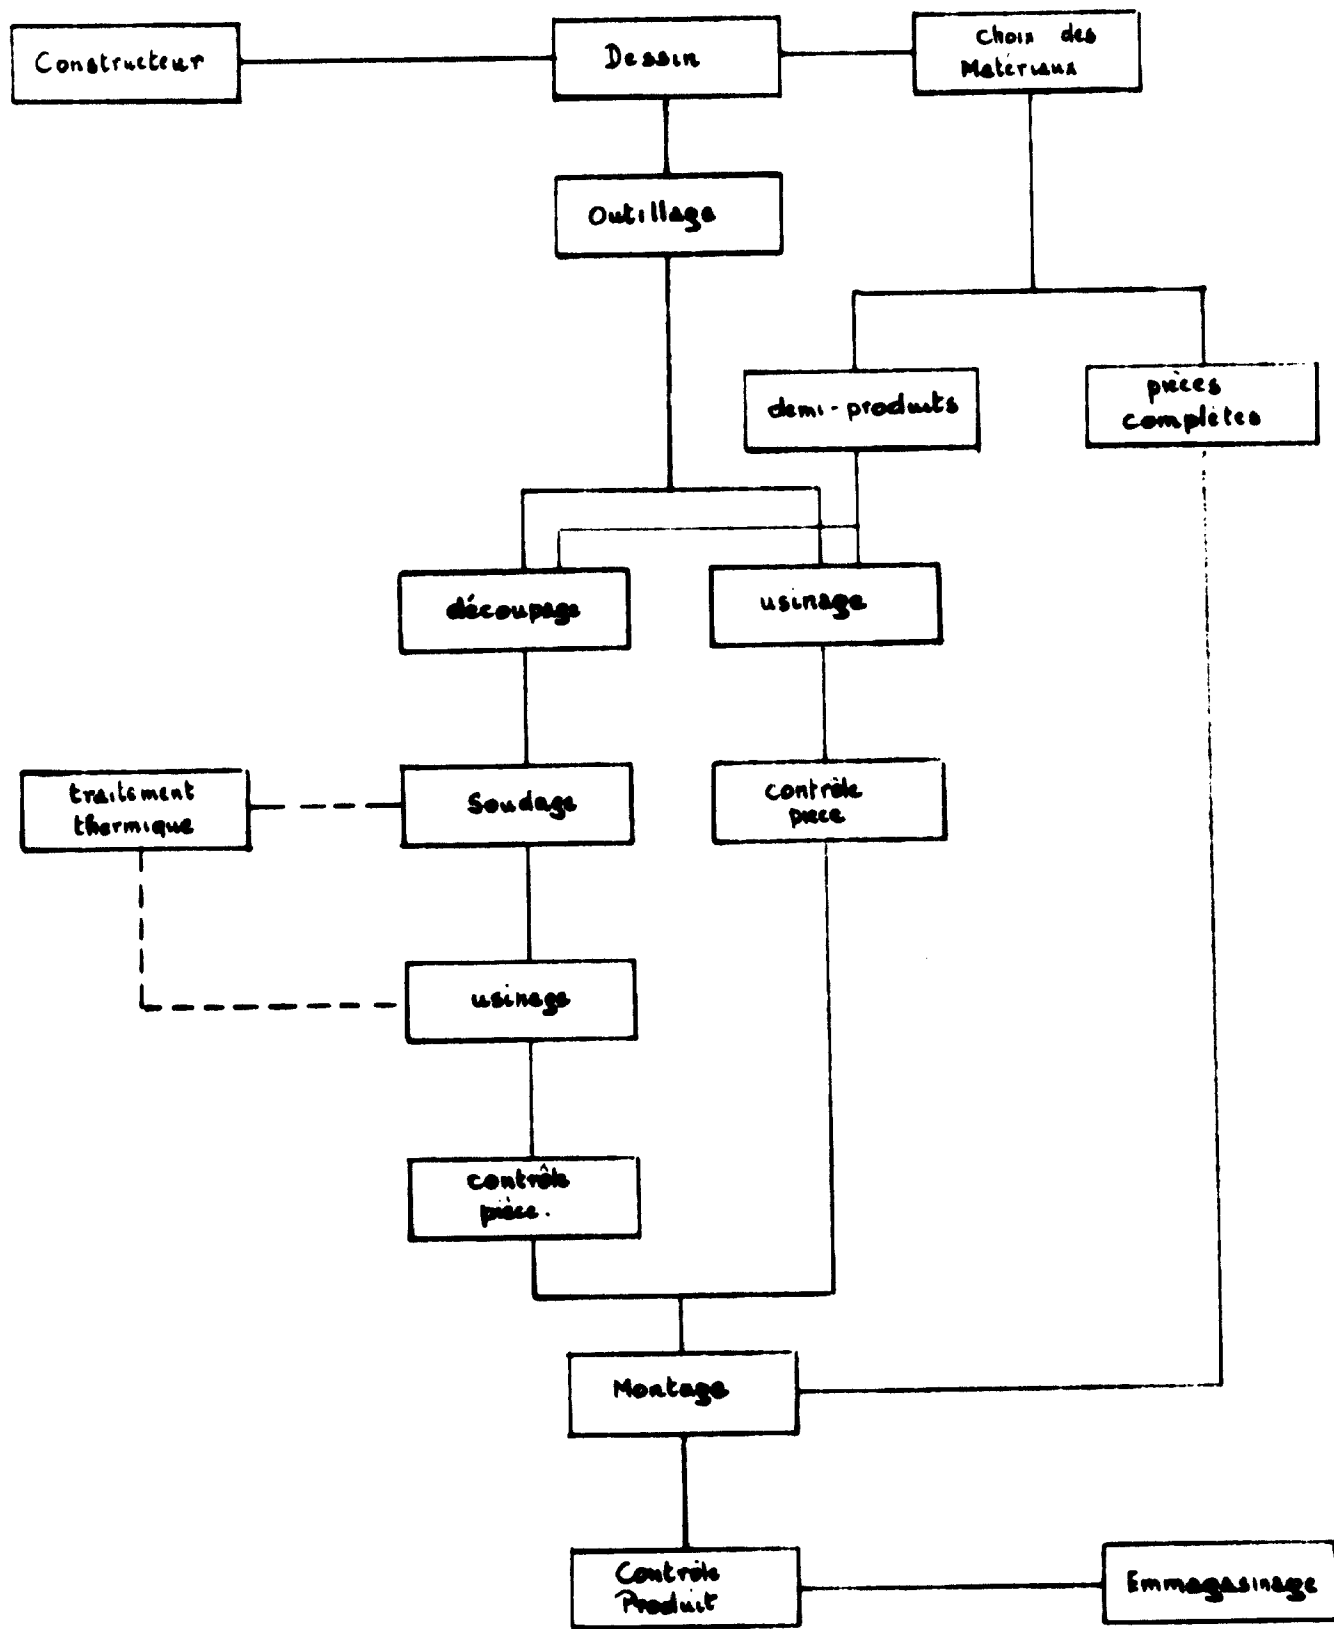 Constructeur
Dessin
Choix des
Matériaux
Outillage
demi-produits
pièces
complètes
découpage
usinage
traitement
thermique
Soudage
contrôle
piece
usinage
contrôle
pièce.
Montage
Contrôle
Produit
Emmagasinage